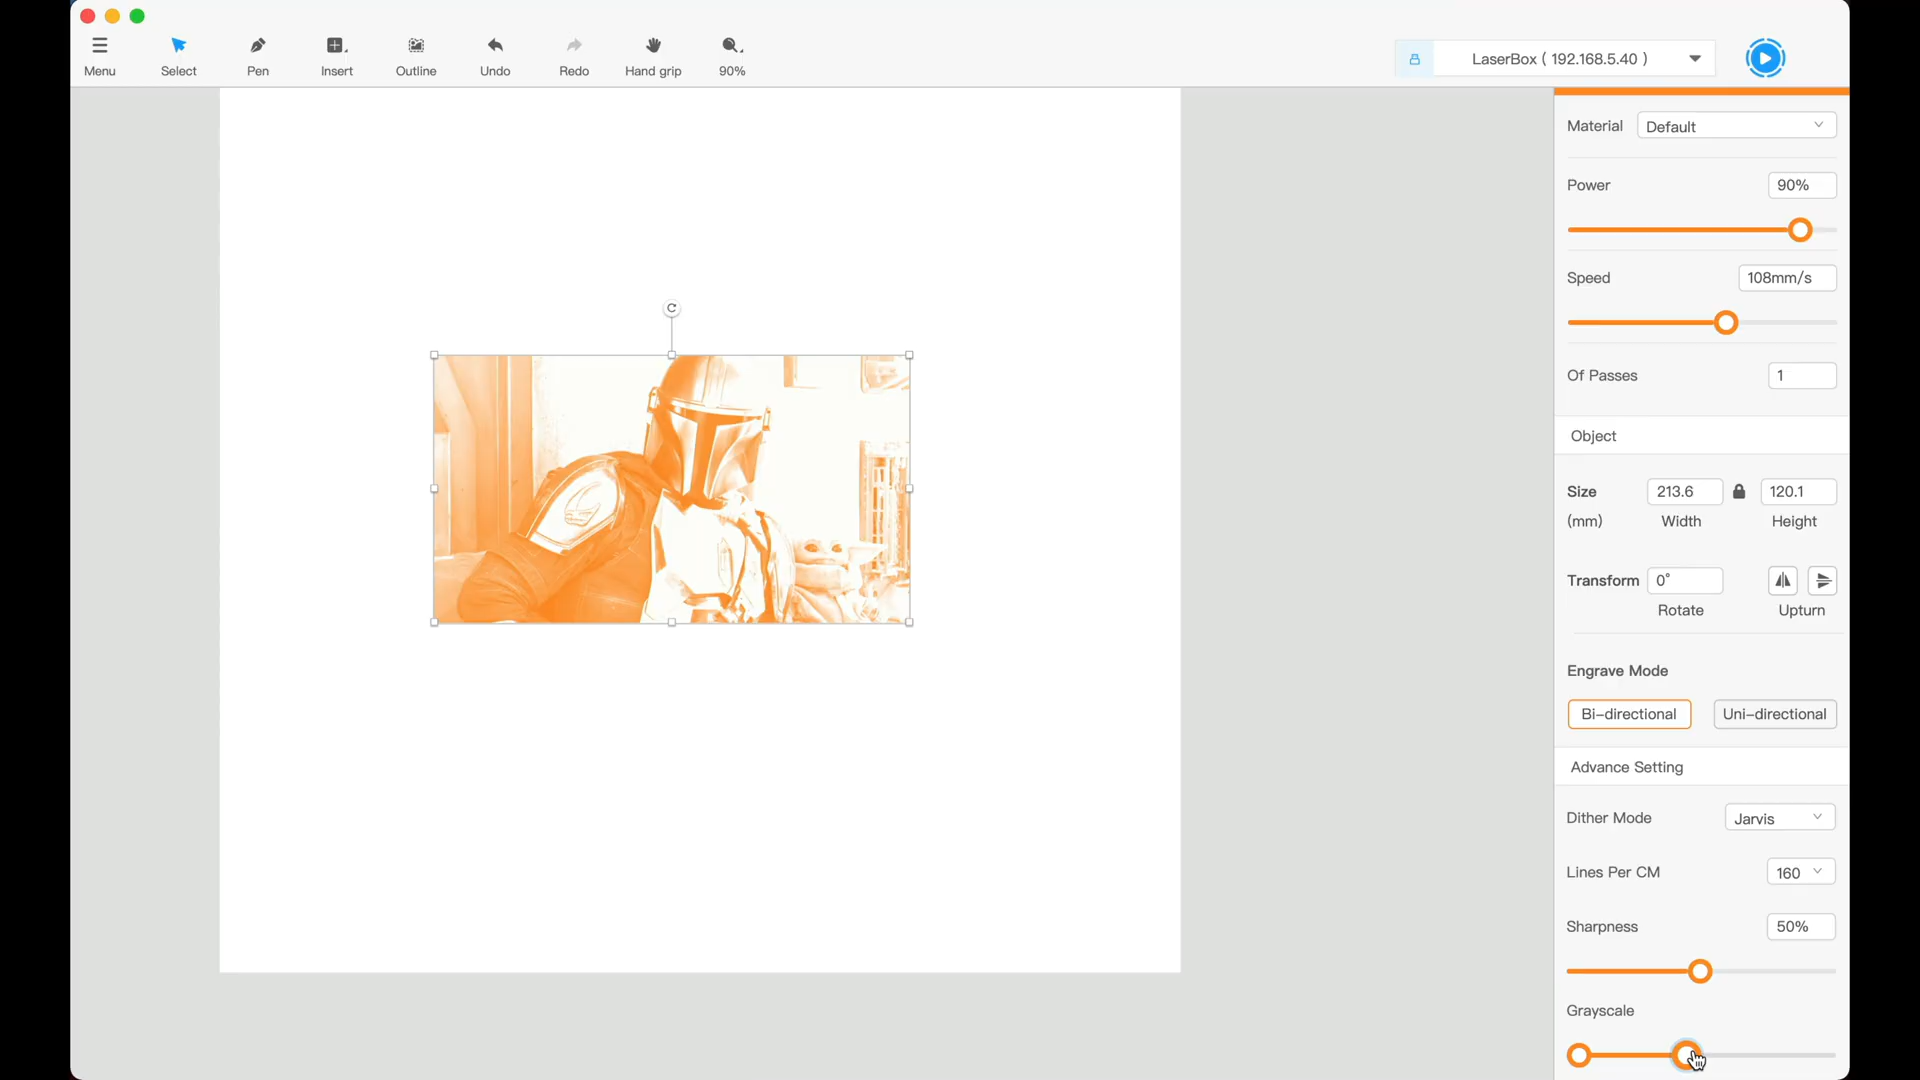 Menu Select Pen Insert Outline Undo Redo Hand grip 90%
LaserBox ( 192.168.5.40 )
Material Default
Power 90%
Speed 108mm/s
Of Passes 1
Object
Size 213.6 120.1
(mm) Width Height
Transform 0°
Rotate Upturn
Engrave Mode
Bi-directional Uni-directional
Advance Setting
Dither Mode Jarvis
Lines Per CM 160
Sharpness 50%
Grayscale